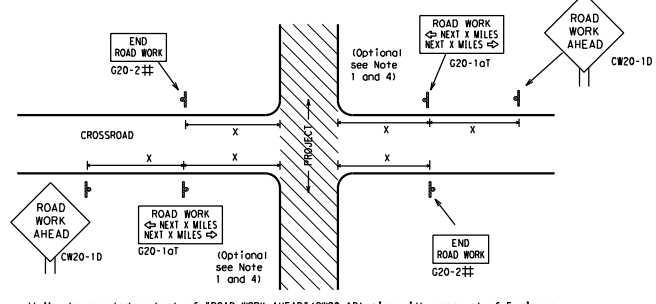 END
ROAD WORK
G20-2⌗
(Optional
see Note
1 and 4)
ROAD WORK
⇦ NEXT X MILES
NEXT X MILES ⇨
G20-1aT
ROAD
WORK
AHEAD
CW20-1D
X
X
X
CROSSROAD
PROJECT
X
X
X
ROAD
WORK
AHEAD
CW20-1D
ROAD WORK
⇦ NEXT X MILES
NEXT X MILES ⇨
G20-1aT
(Optional
see Note
1 and 4)
END
ROAD WORK
G20-2⌗